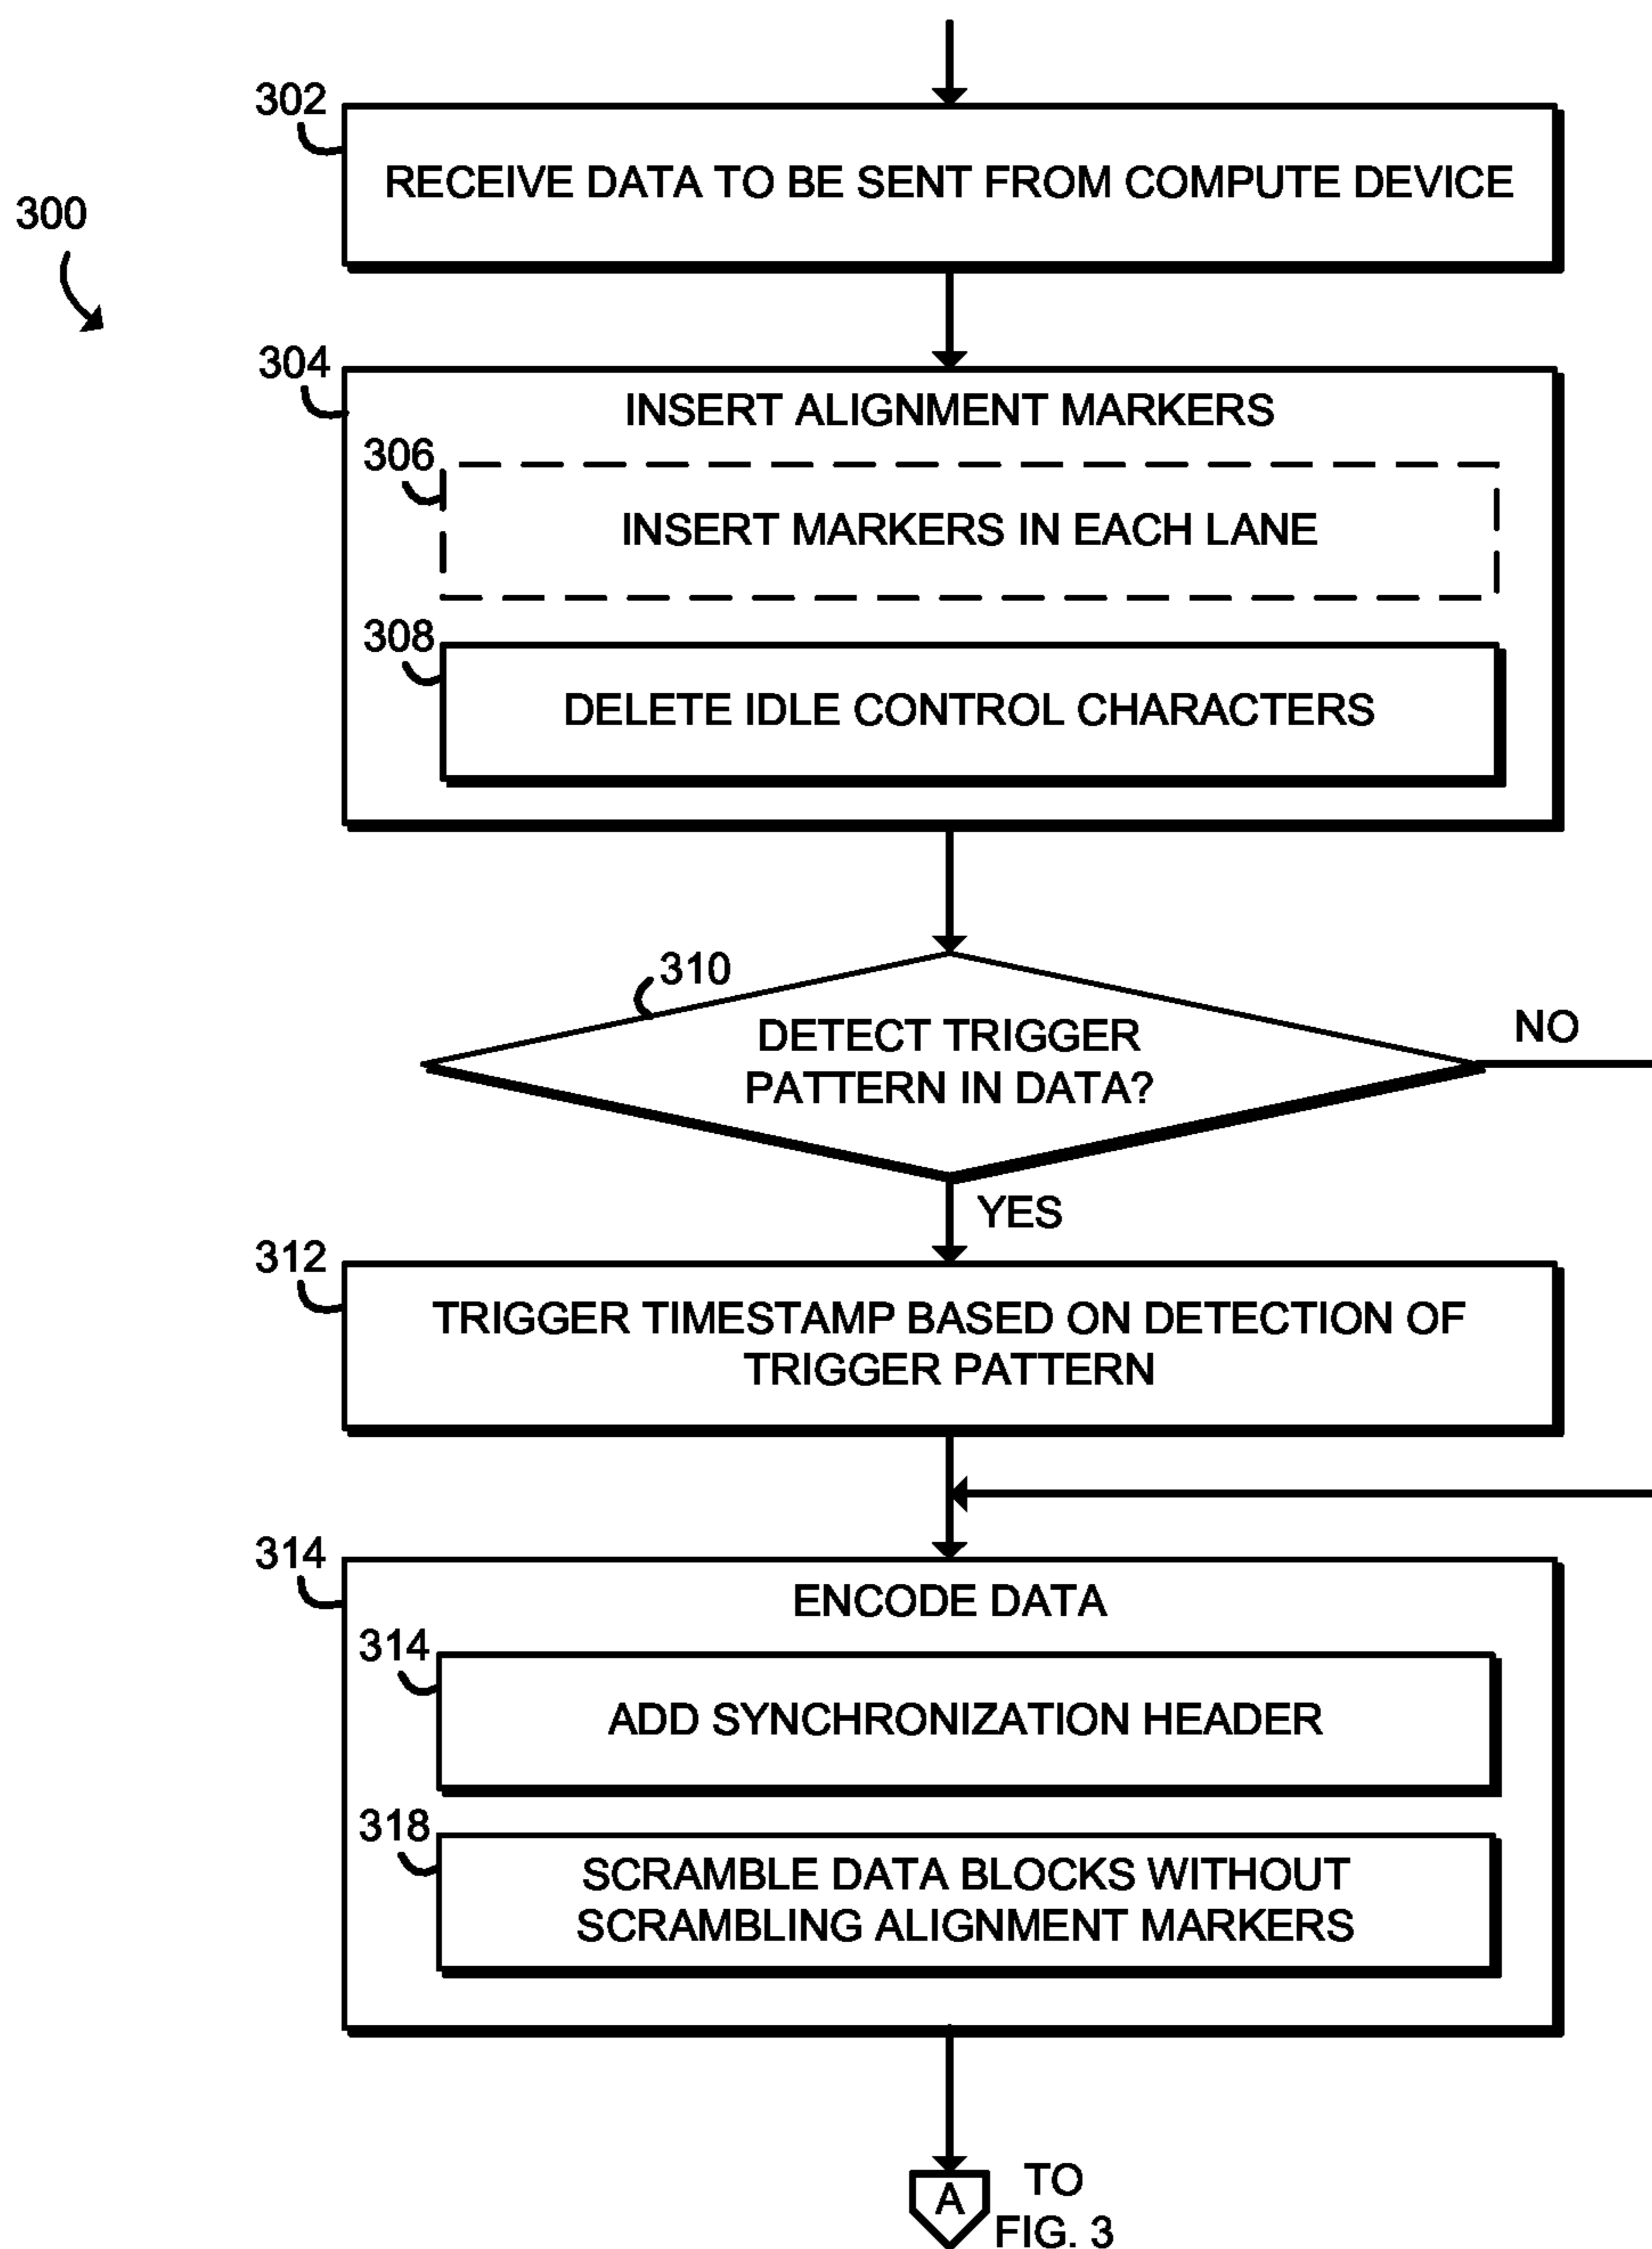 302
RECEIVE DATA TO BE SENT FROM COMPUTE DEVICE
300
304
INSERT ALIGNMENT MARKERS
306
INSERT MARKERS IN EACH LANE
308
DELETE IDLE CONTROL CHARACTERS
310
DETECT TRIGGER
PATTERN IN DATA?
NO
YES
312
TRIGGER TIMESTAMP BASED ON DETECTION OF
TRIGGER PATTERN
314
ENCODE DATA
314
ADD SYNCHRONIZATION HEADER
318
SCRAMBLE DATA BLOCKS WITHOUT
SCRAMBLING ALIGNMENT MARKERS
A
TO
FIG. 3